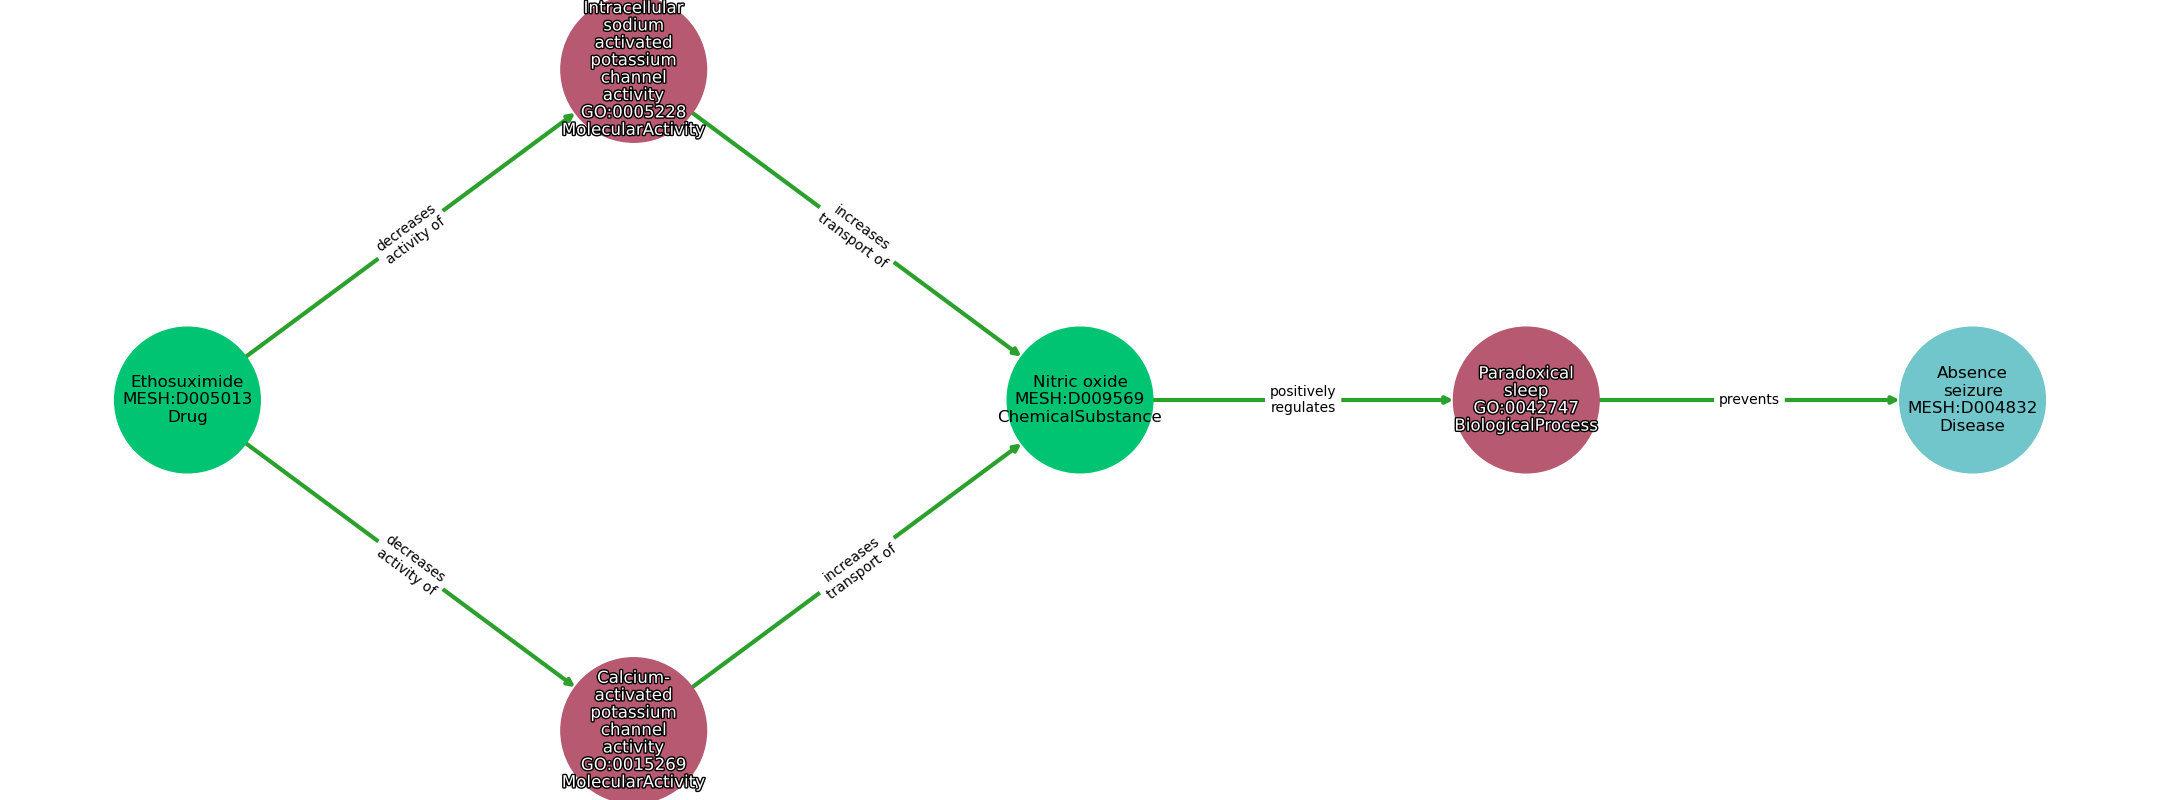 Intracellular
sodium
activated
potassium
channel
activity
GO:0005228
MolecularActivity
decreases
activity of
increases
transport of
Ethosuximide
MESH:D005013
Drug
Nitric oxide
MESH:D009569
ChemicalSubstance
positively
regulates
Paradoxical
sleep
GO:0042747
BiologicalProcess
prevents
Absence
seizure
MESH:D004832
Disease
decreases
activity of
increases
transport of
Calcium-
activated
potassium
channel
activity
GO:0015269
MolecularActivity